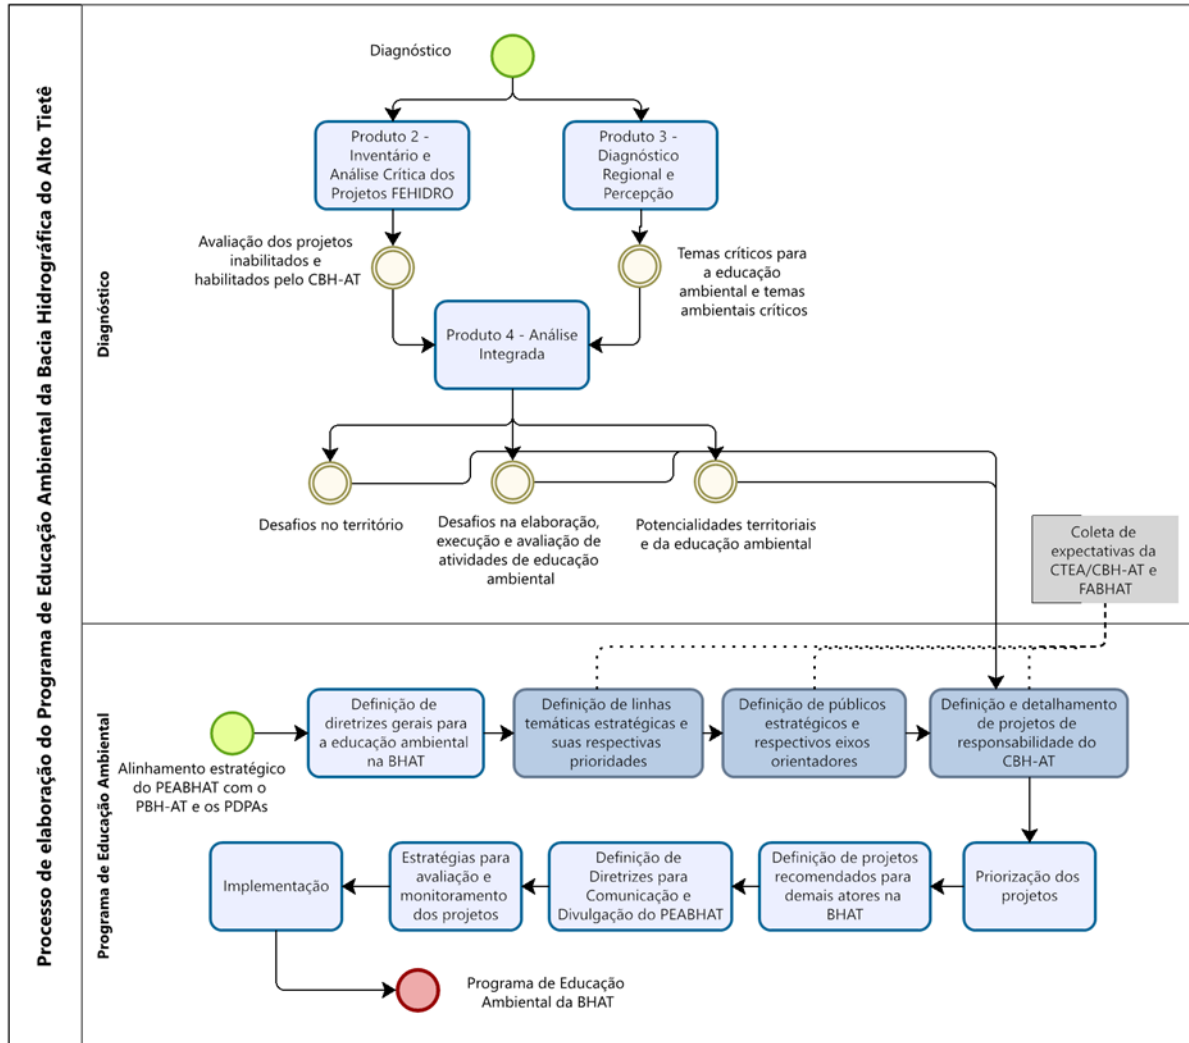 Processo de elaboração do Programa de Educação Ambiental da Bacia Hidrográfica do Alto Tietê
Diagnóstico
Diagnóstico
Produto 2 -
Inventário e
Análise Crítica dos
Projetos FEHIDRO
Produto 3 -
Diagnóstico
Regional e
Percepção
Avaliação dos projetos
inabilitados e
habilitados pelo CBH-AT
Temas críticos para
a educação
ambiental e temas
ambientais críticos
Produto 4 - Análise
Integrada
Desafios no território
Desafios na elaboração,
execução e avaliação de
atividades de educação
ambiental
Potencialidades territoriais
e da educação ambiental
Coleta de
expectativas da
CTEA/CBH-AT e
FABHAT
Programa de Educação Ambiental
Alinhamento estratégico
do PEABHAT com o
PBH-AT e os PDPAs
Definição de
diretrizes gerais para
a educação ambiental
na BHAT
Definição de linhas
temáticas estratégicas e
suas respectivas
prioridades
Definição de públicos
estratégicos e
respectivos eixos
orientadores
Definição e detalhamento
de projetos de
responsabilidade do
CBH-AT
Priorização dos
projetos
Definição de projetos
recomendados para
demais atores na
BHAT
Definição de
Diretrizes para
Comunicação e
Divulgação do PEABHAT
Estratégias para
avaliação e
monitoramento
dos projetos
Implementação
Programa de Educação
Ambiental da BHAT